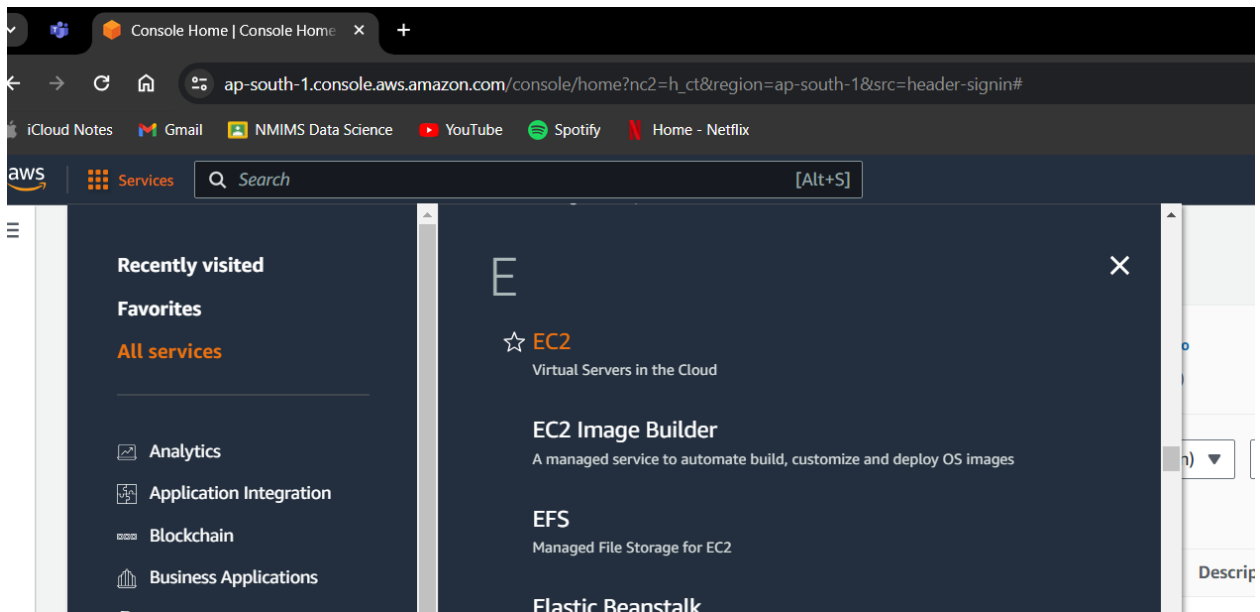 Console Home | Console Home
ap-south-1.console.aws.amazon.com/console/home?nc2=h_ct&region=ap-south-1&src=header-signin#
iCloud Notes Gmail NMIMS Data Science YouTube Spotify Home - Netflix
aws Services Search [Alt+S]
Recently visited
Favorites
All services
Analytics
Application Integration
Blockchain
Business Applications
E
EC2
Virtual Servers in the Cloud
EC2 Image Builder
A managed service to automate build, customize and deploy OS images
EFS
Managed File Storage for EC2
Elastic Beanstalk
o
)
n)
Descrip